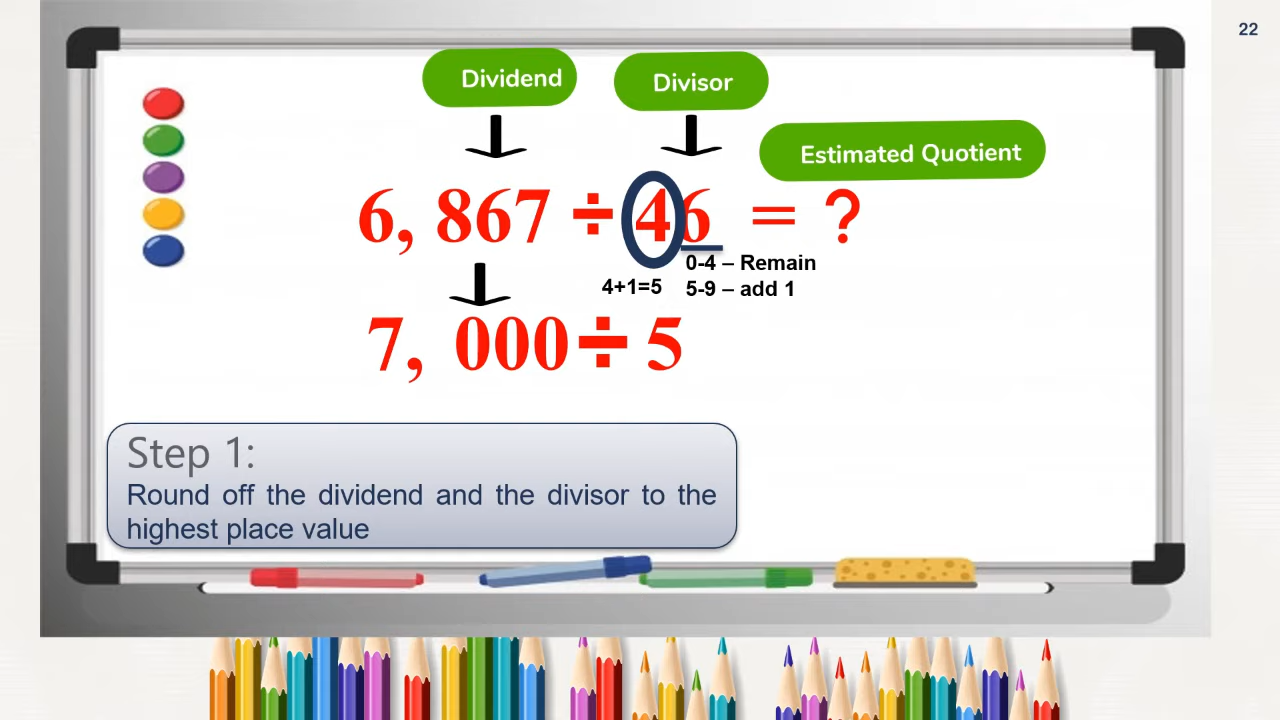 22
Dividend
Divisor
Estimated Quotient
6, 867 ÷ 46 = ?
0-4 – Remain
4+1=5
5-9 – add 1
7, 000 ÷ 5
Step 1:
Round off the dividend and the divisor to the
highest place value